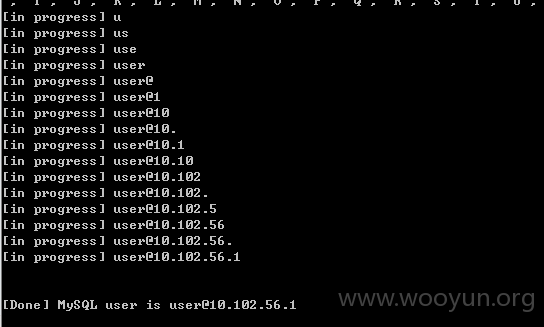 , I , J , K , L , M , N , O , P , Q , R , S , T , U ,
[in progress] u
[in progress] us
[in progress] use
[in progress] user
[in progress] user@
[in progress] user@1
[in progress] user@10
[in progress] user@10.
[in progress] user@10.1
[in progress] user@10.10
[in progress] user@10.102
[in progress] user@10.102.
[in progress] user@10.102.5
[in progress] user@10.102.56
[in progress] user@10.102.56.
[in progress] user@10.102.56.1
[Done] MySQL user is user@10.102.56.1
www.wooyun.org